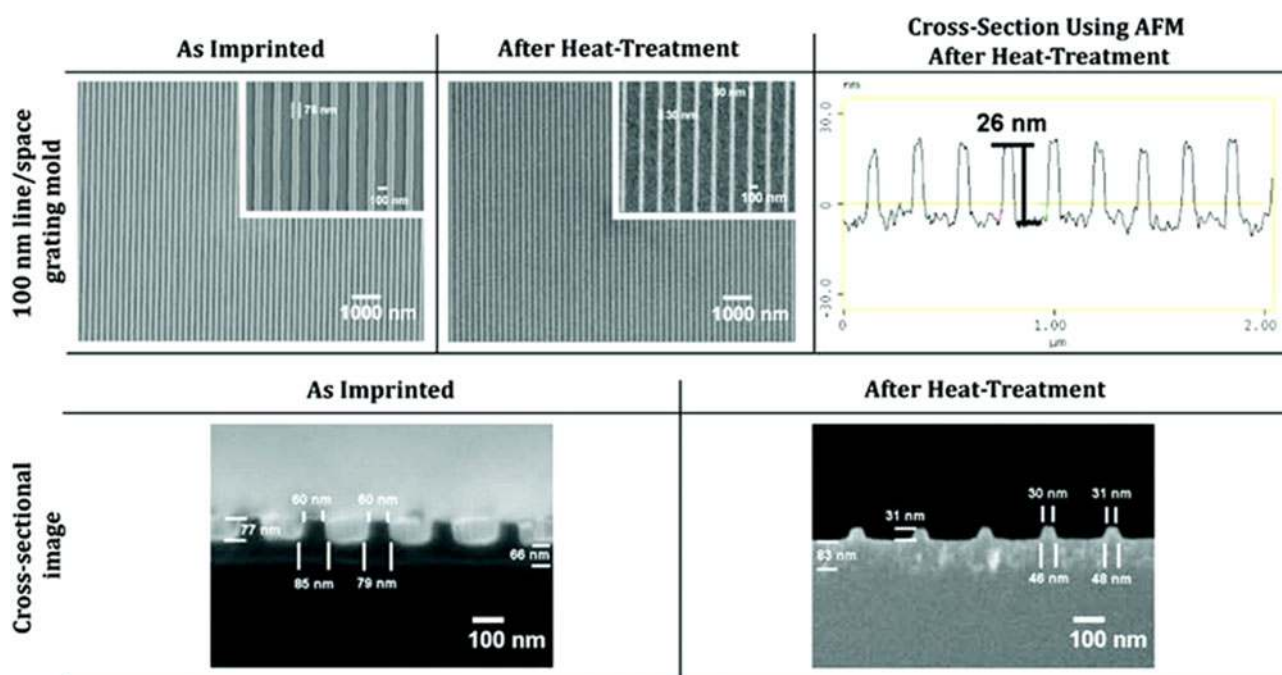 As Imprinted
After Heat-Treatment
Cross-Section Using AFM
After Heat-Treatment
100 nm line/space
grating mold
78 nm
100 nm
1000 nm
30 nm
30 nm
100 nm
1000 nm
nm
30.0
0
-30.0
26 nm
0
1.00
2.00
µm
As Imprinted
After Heat-Treatment
Cross-sectional
image
60 nm
60 nm
77 nm
66 nm
85 nm
79 nm
100 nm
30 nm
31 nm
31 nm
83 nm
46 nm
48 nm
100 nm